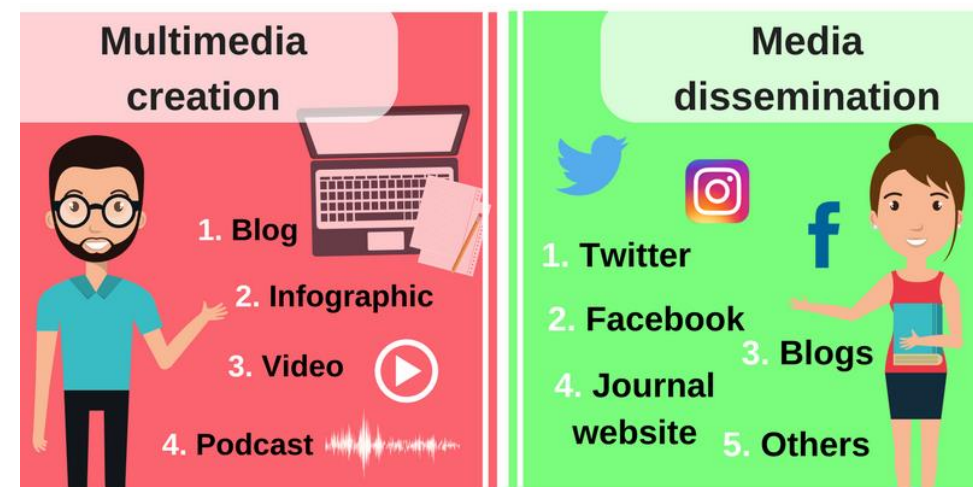 Multimedia
creation
1. Blog
2. Infographic
3. Video
4. Podcast
Media
dissemination
1. Twitter
2. Facebook
3. Blogs
4. Journal
website
5. Others